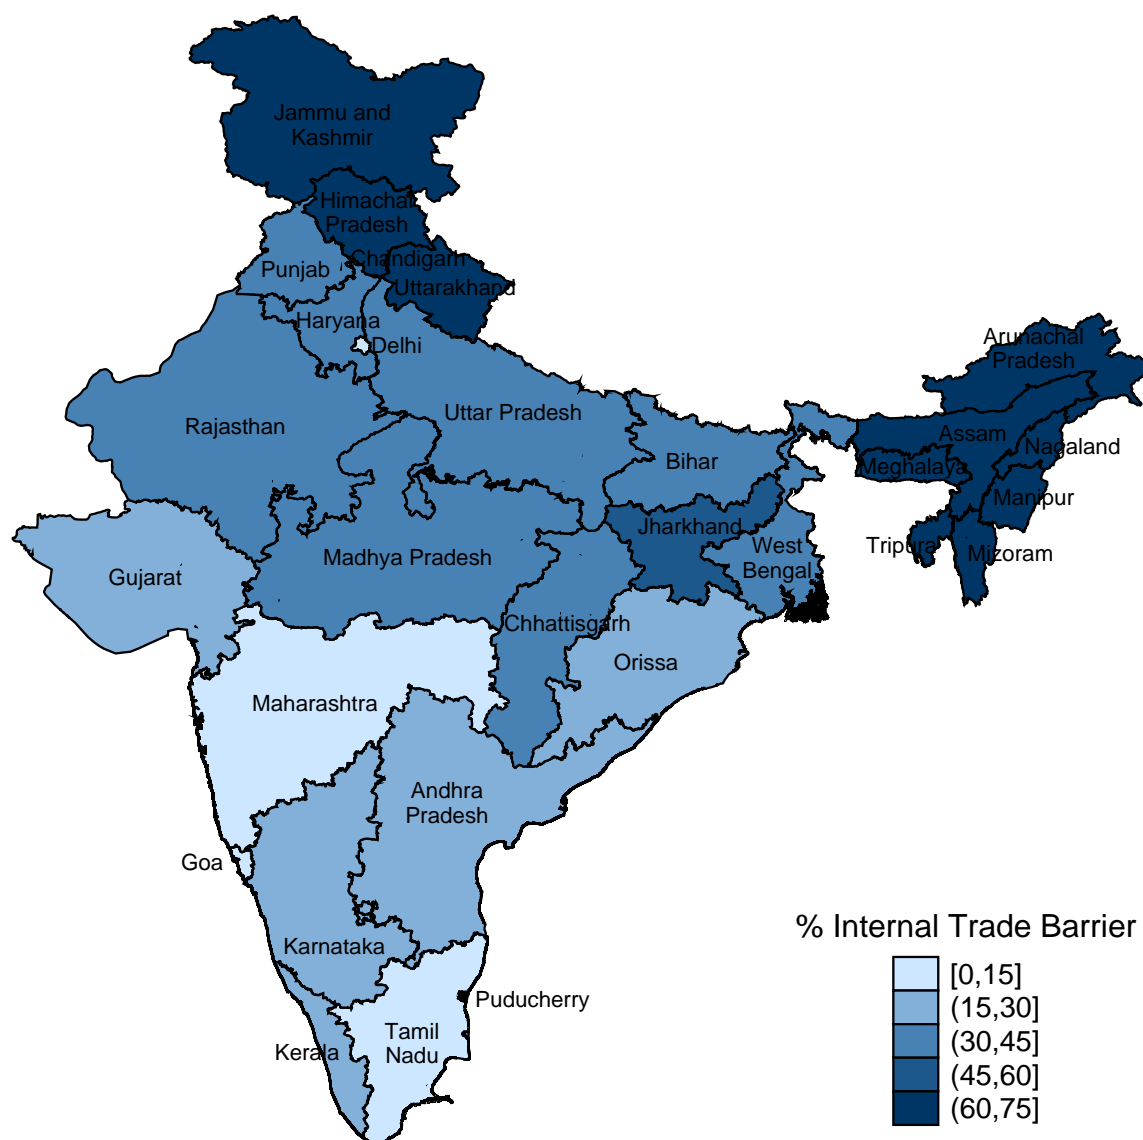 Jammu and
Kashmir
Himachal
Pradesh
Chandigarh
Punjab
Uttarakhand
Haryana
Delhi
Arunachal
Pradesh
Rajasthan
Uttar Pradesh
Assam
Nagaland
Bihar
Meghalaya
Manipur
Jharkhand
Tripura
Mizoram
West
Bengal
Madhya Pradesh
Gujarat
Chhattisgarh
Orissa
Maharashtra
Andhra
Pradesh
Goa
Karnataka
Puducherry
Tamil
Nadu
Kerala
% Internal Trade Barrier
[0,15]
(15,30]
(30,45]
(45,60]
(60,75]